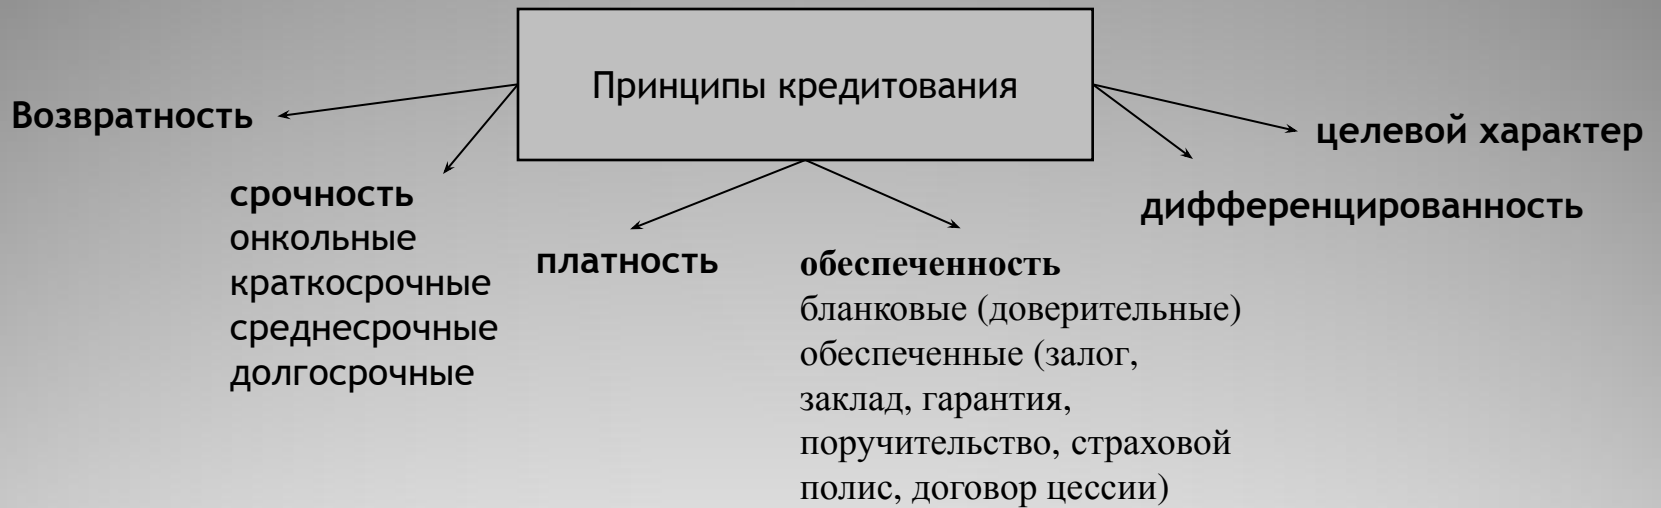 Принципы кредитования
Возвратность
срочность
онкольные
краткосрочные
среднесрочные
долгосрочные
платность
обеспеченность
бланковые (доверительные)
обеспеченные (залог,
заклад, гарантия,
поручительство, страховой
полис, договор цессии)
дифференцированность
целевой характер